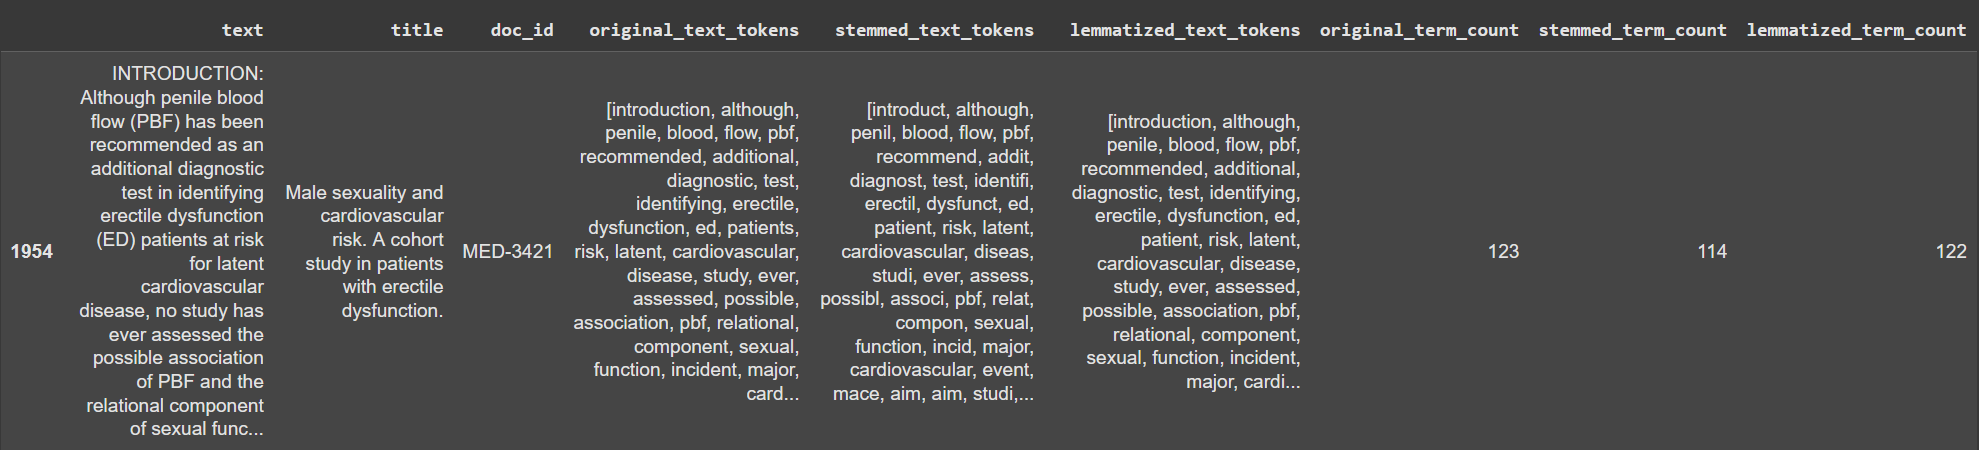 text title doc_id original_text_tokens stemmed_text_tokens lemmatized_text_tokens original_term_count stemmed_term_count lemmatized_term_count
1954
INTRODUCTION:
Although penile blood
flow (PBF) has been
recommended as an
additional diagnostic
test in identifying
erectile dysfunction
(ED) patients at risk
for latent
cardiovascular
disease, no study has
ever assessed the
possible association
of PBF and the
relational component
of sexual func...
Male sexuality and
cardiovascular
risk. A cohort
study in patients
with erectile
dysfunction.
MED-3421
[introduction, although,
penile, blood, flow, pbf,
recommended, additional,
diagnostic, test,
identifying, erectile,
dysfunction, ed, patients,
risk, latent, cardiovascular,
disease, study, ever,
assessed, possible,
association, pbf, relational,
component, sexual,
function, incident, major,
card...
[introduct, although,
penil, blood, flow, pbf,
recommend, addit,
diagnost, test, identifi,
erectil, dysfunct, ed,
patient, risk, latent,
cardiovascular, diseas,
studi, ever, assess,
possibl, associ, pbf, relat,
compon, sexual,
function, incid, major,
cardiovascular, event,
mace, aim, aim, studi,...
[introduction, although,
penile, blood, flow, pbf,
recommended, additional,
diagnostic, test, identifying,
erectile, dysfunction, ed,
patient, risk, latent,
cardiovascular, disease,
study, ever, assessed,
possible, association, pbf,
relational, component,
sexual, function, incident,
major, cardi...
123
114
122